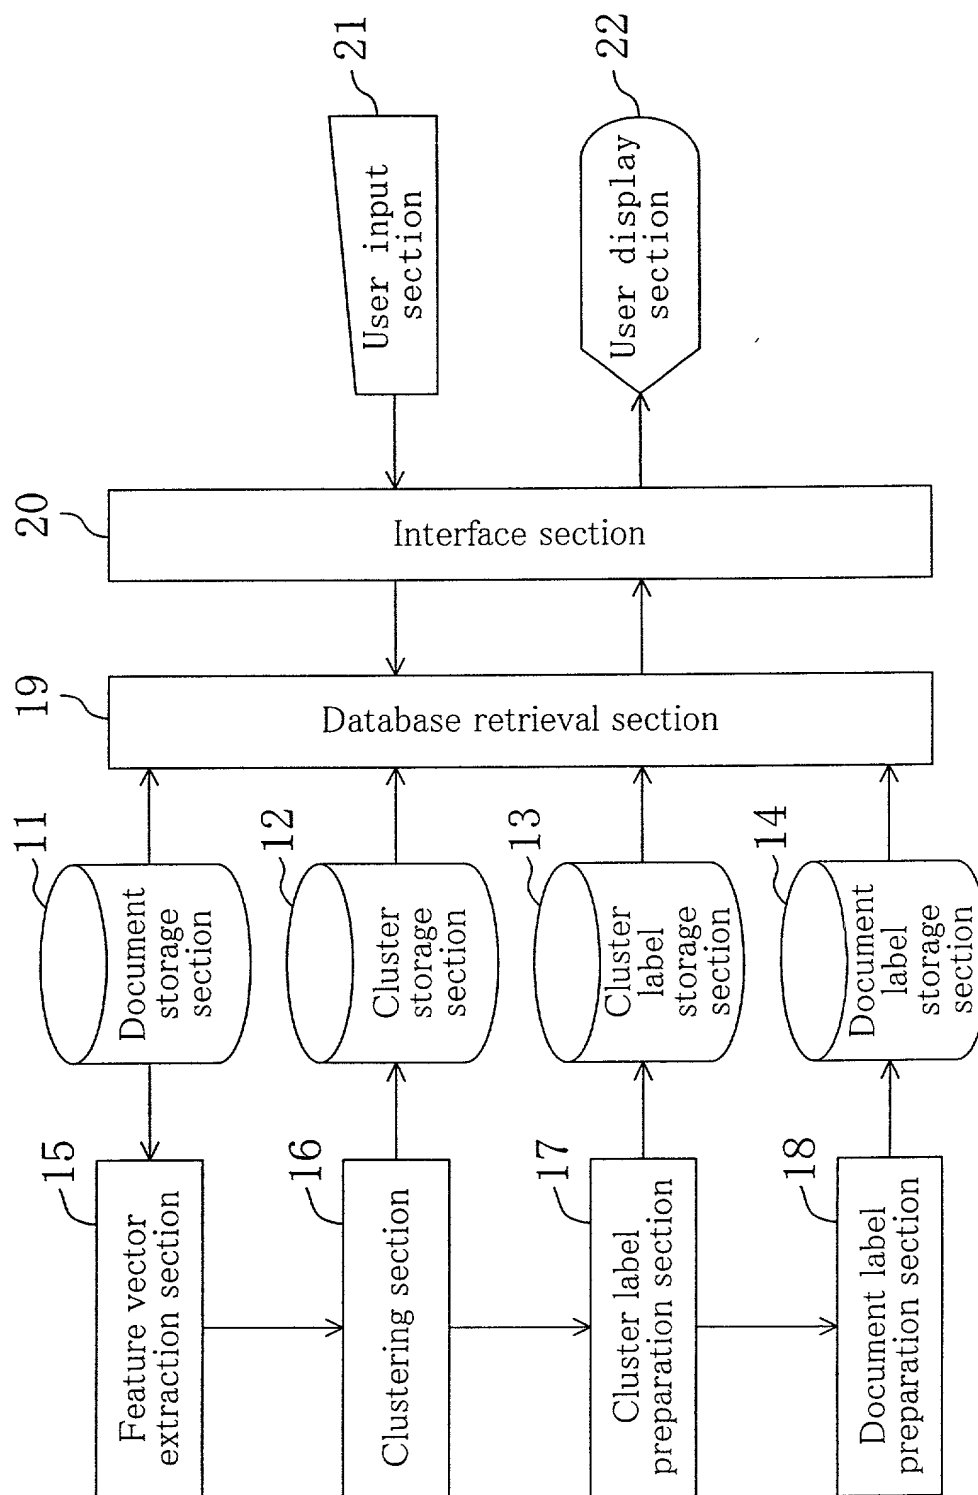 15
Feature vector
extraction section
16
Clustering section
17
Cluster label
preparation section
18
Document label
preparation section
11
Document
storage
section
12
Cluster
storage
section
13
Cluster
label
storage
section
14
Document
label
storage
section
19
Database retrieval section
20
Interface section
21
User input
section
22
User display
section